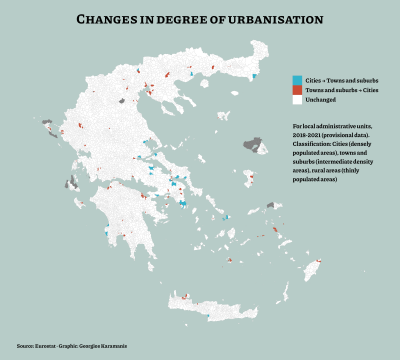 Changes in degree of urbanisation
Cities → Towns and suburbs
Towns and suburbs → Cities
Unchanged
For local administrative units,
2018-2021 (provisional data).
Classification: Cities (densely
populated areas), towns and
suburbs (intermediate density
areas), rural areas (thinly
populated areas)
Source: Eurostat · Graphic: Georgios Karamanis